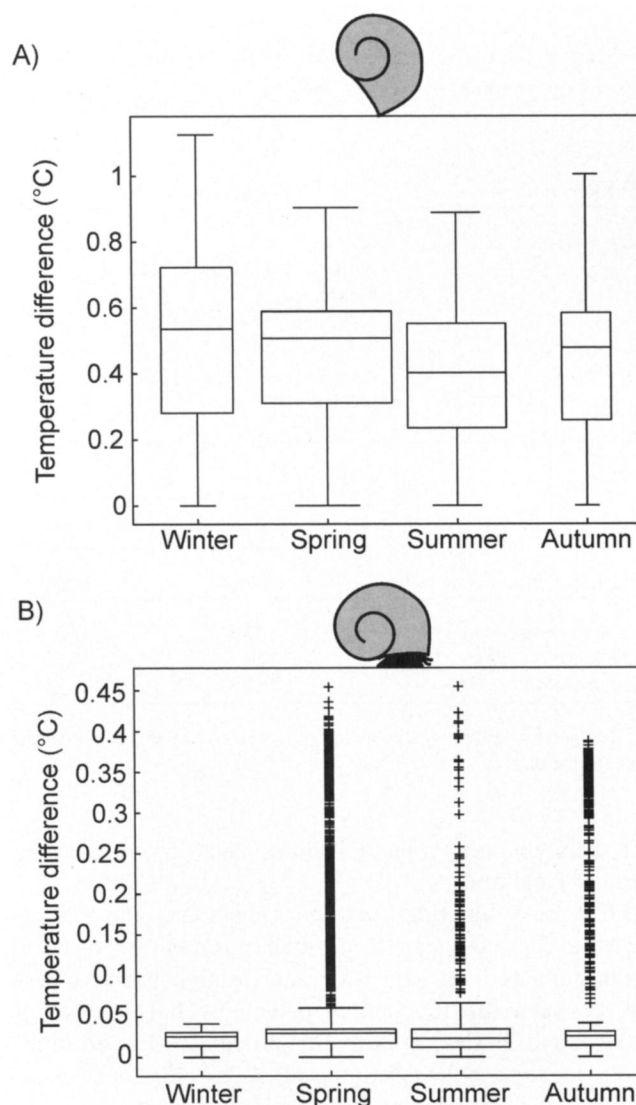 A)
Temperature difference (°C)
1
0.8
0.6
0.4
0.2
0
Winter Spring Summer Autumn
B)
Temperature difference (°C)
0.45
0.4
0.35
0.3
0.25
0.2
0.15
0.1
0.05
0
Winter Spring Summer Autumn